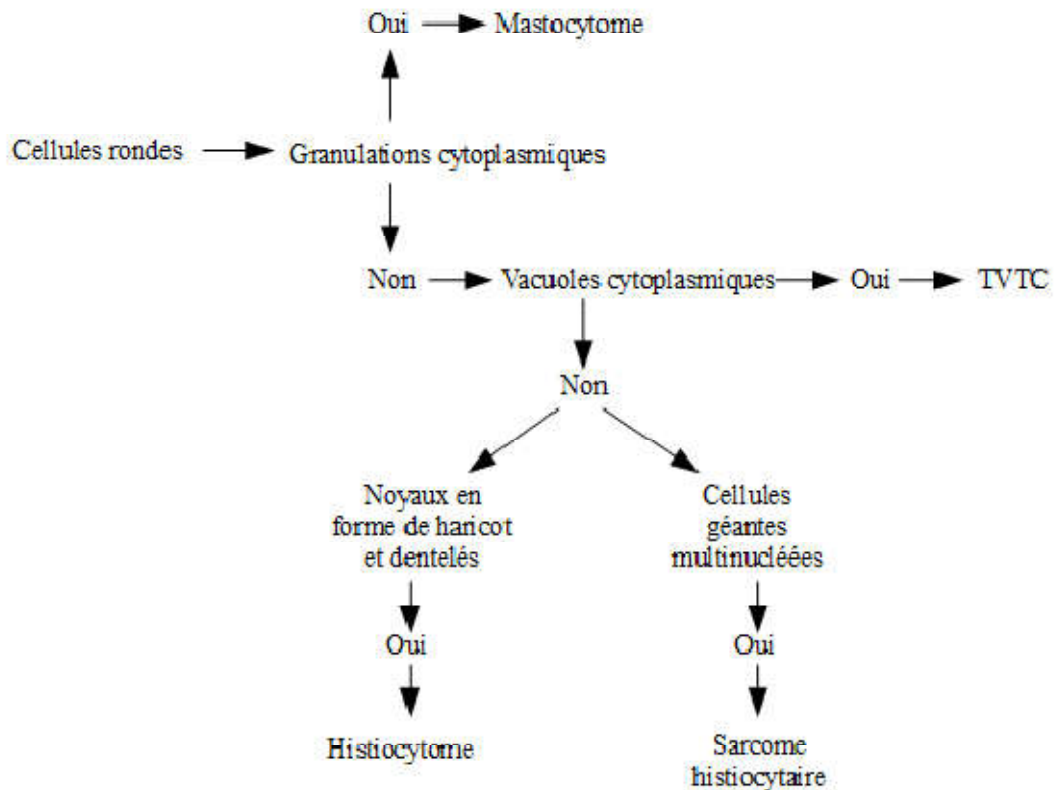 Oui Mastocytome
Cellules rondes Granulations cytoplasmiques
Non Vacuoles cytoplasmiques Oui TVTC
Non
Noyaux en
forme de haricot
et dentelés
Cellules
géantes
multinucléées
Oui
Oui
Histiocytome
Sarcome
histiocytaire